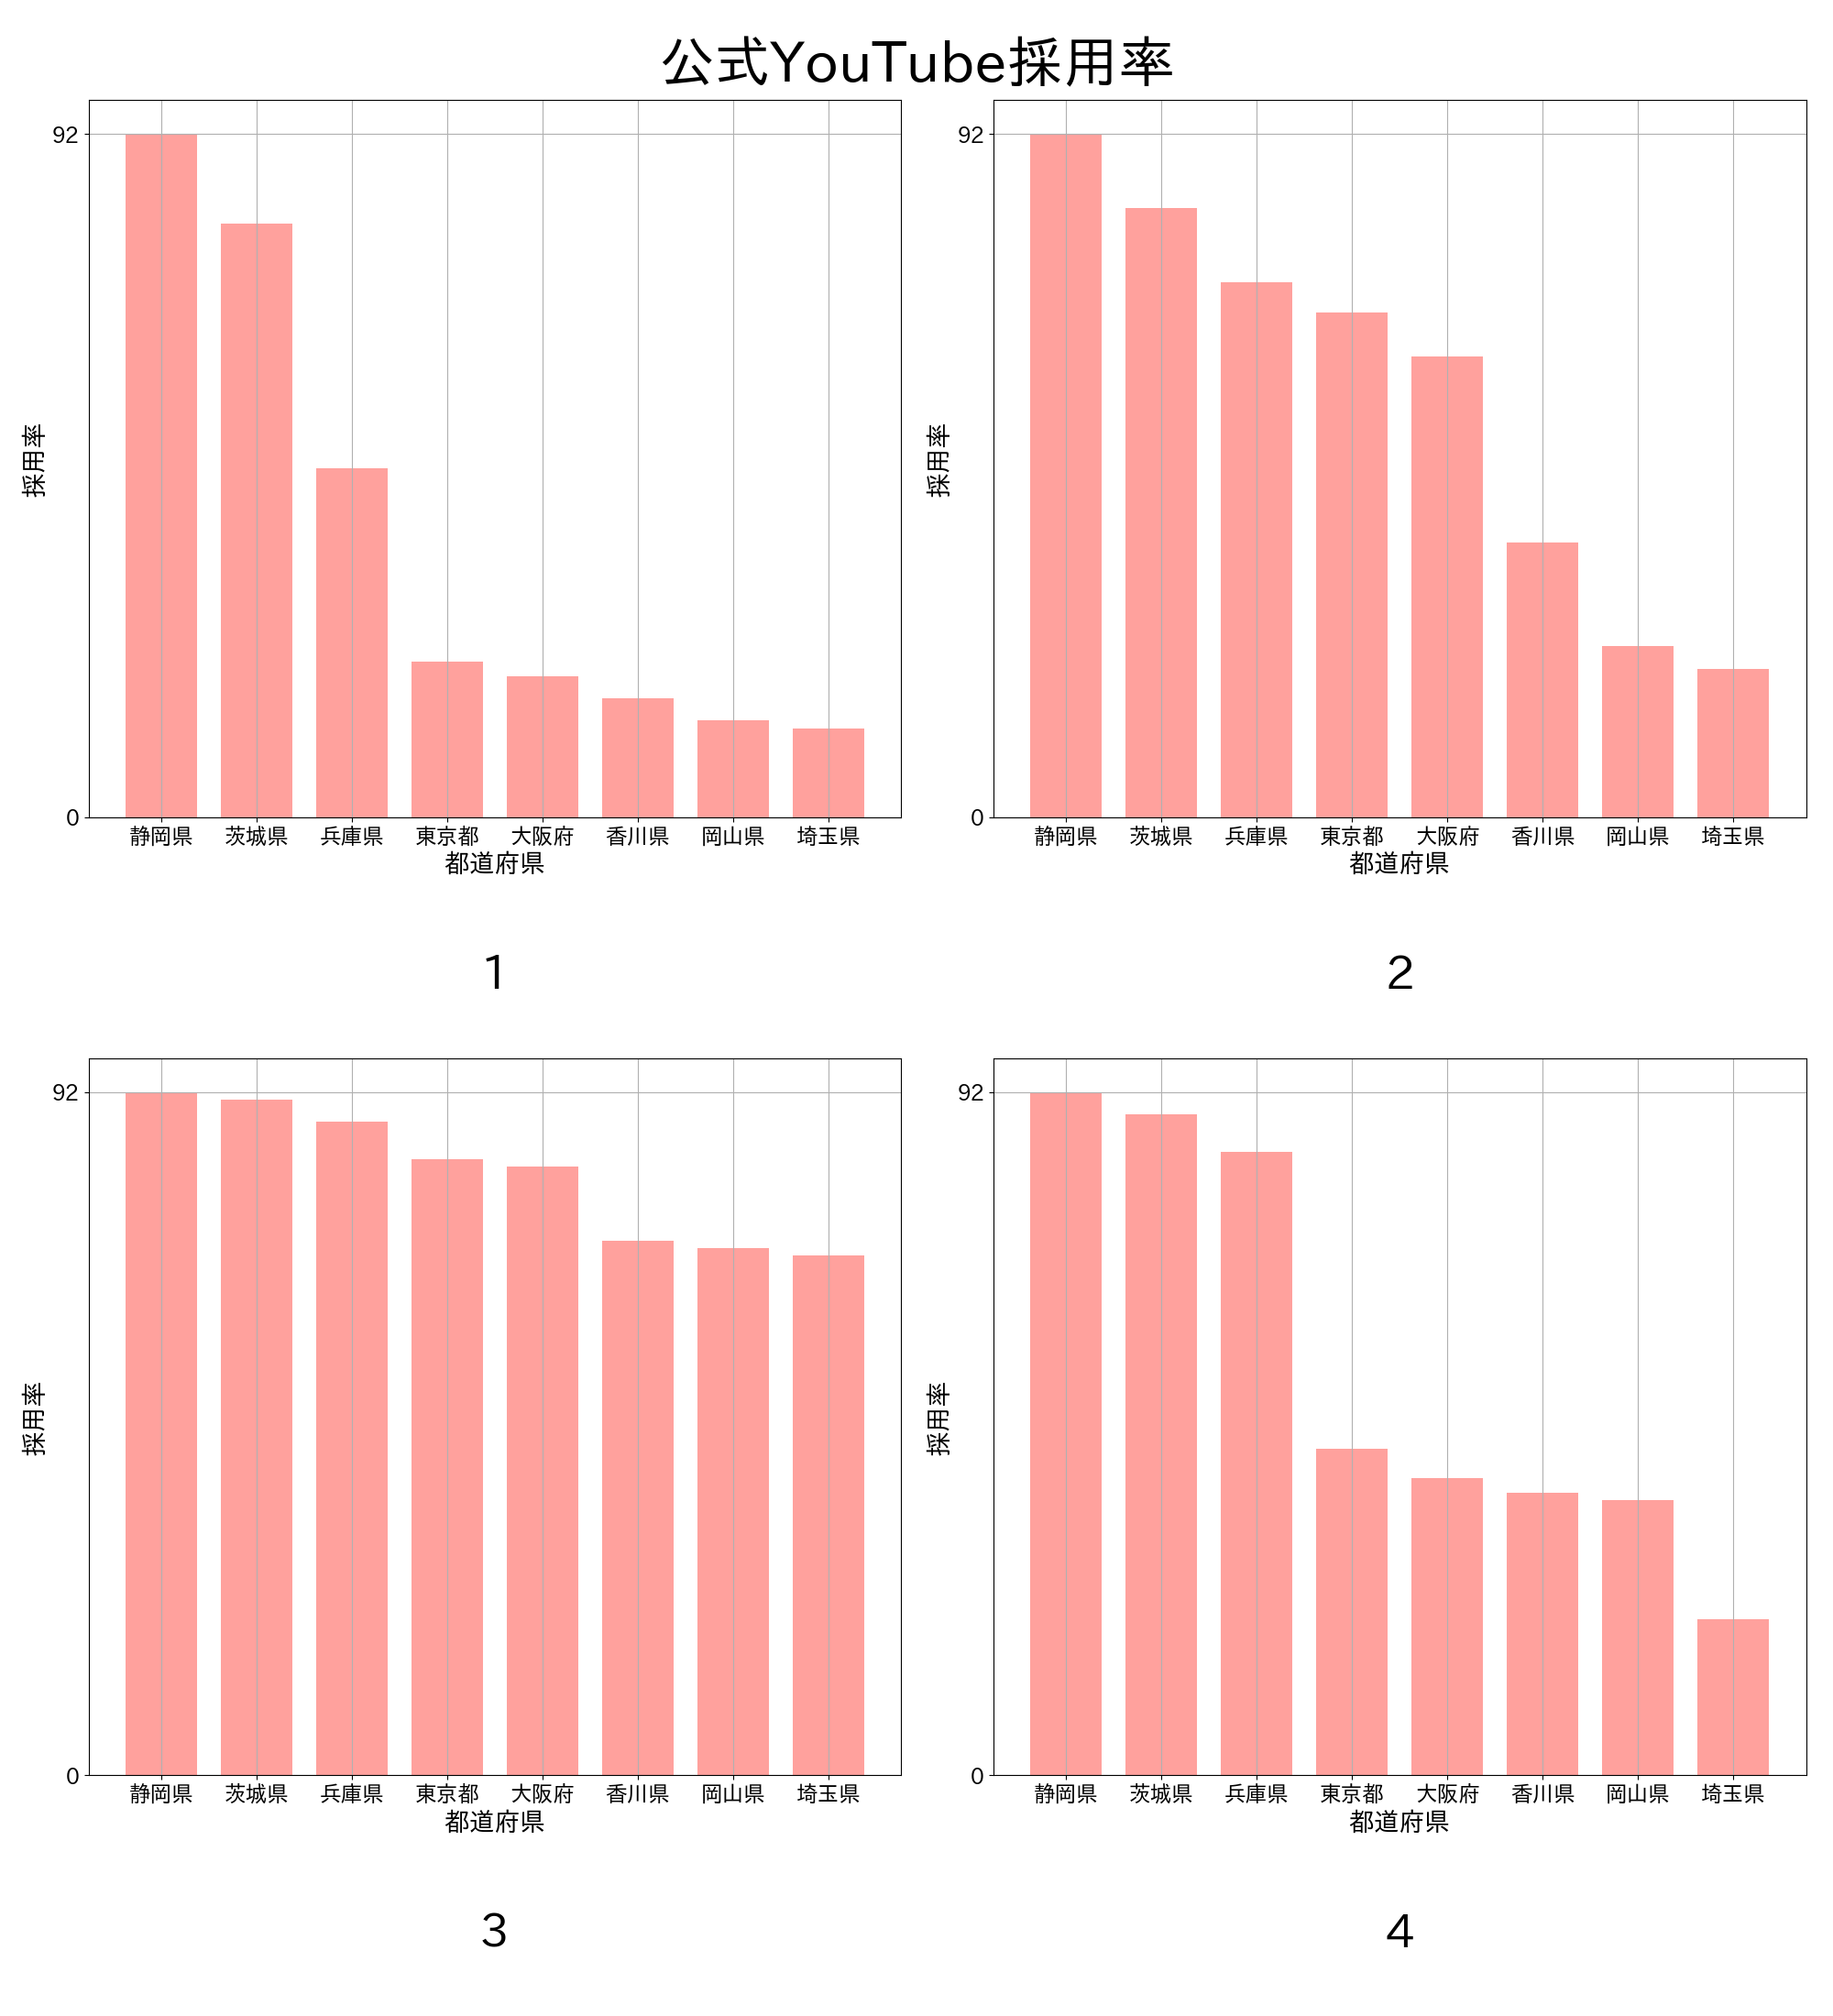 公式YouTube採用率
92
0
採用率
静岡県 茨城県 兵庫県 東京都 大阪府 香川県 岡山県 埼玉県
都道府県
1
92
0
採用率
静岡県 茨城県 兵庫県 東京都 大阪府 香川県 岡山県 埼玉県
都道府県
2
92
0
採用率
静岡県 茨城県 兵庫県 東京都 大阪府 香川県 岡山県 埼玉県
都道府県
3
92
0
採用率
静岡県 茨城県 兵庫県 東京都 大阪府 香川県 岡山県 埼玉県
都道府県
4